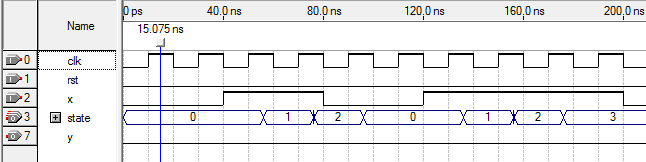 Name
0 ps 40.0 ns 80.0 ns 120.0 ns 160.0 ns 200.0 ns
15.075 ns
0 clk
1 rst
2 x
3 state 0 1 2 0 1 2 3
7 y